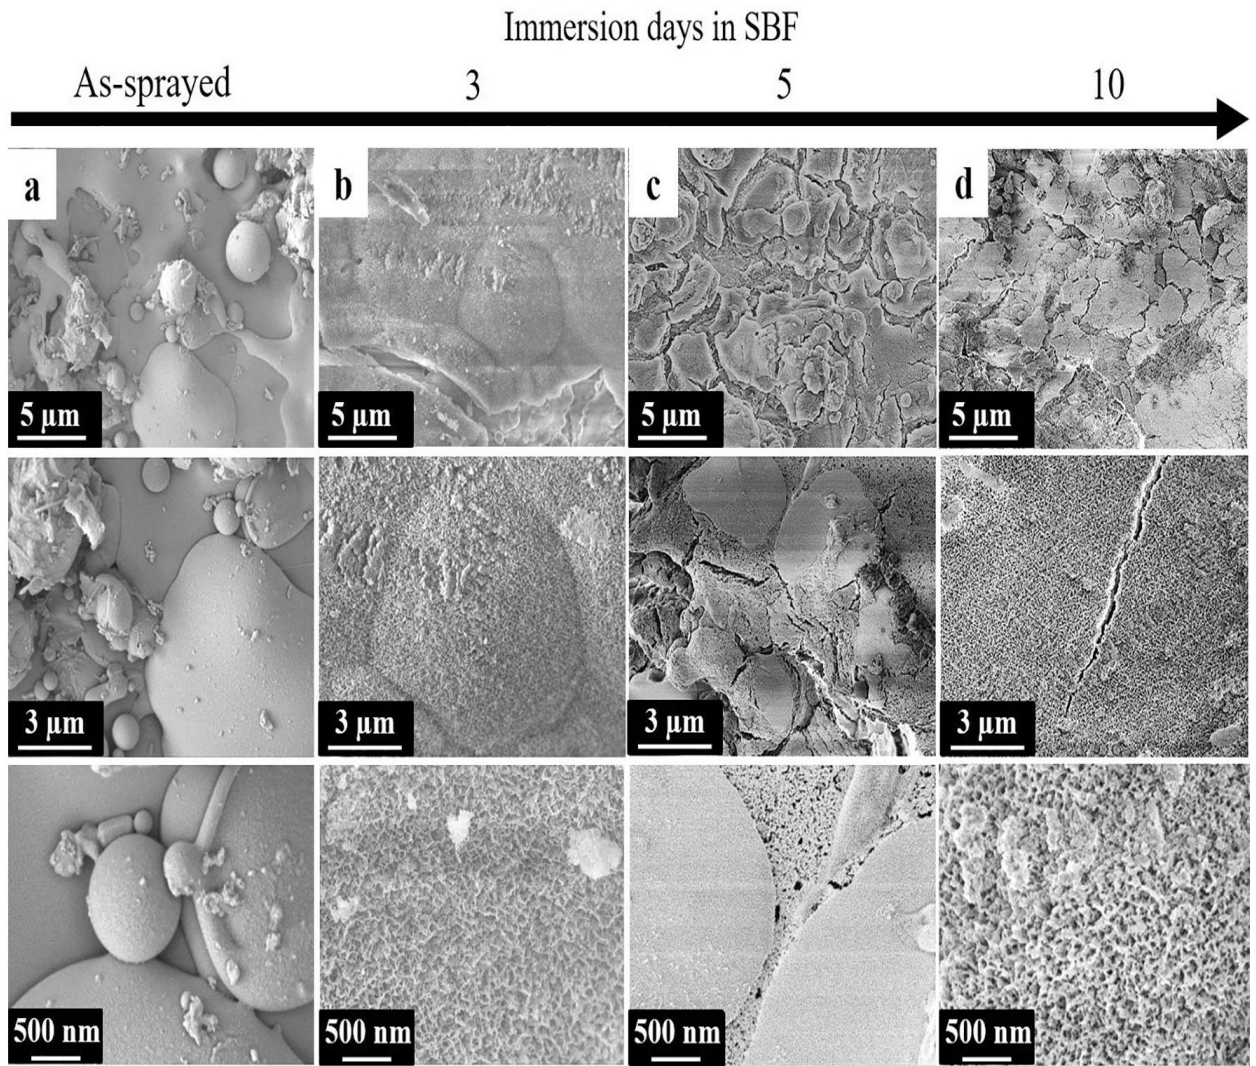 Immersion days in SBF
As-sprayed 3 5 10
a b c d
5 μm 5 μm 5 μm 5 μm
3 μm 3 μm 3 μm 3 μm
500 nm 500 nm 500 nm 500 nm